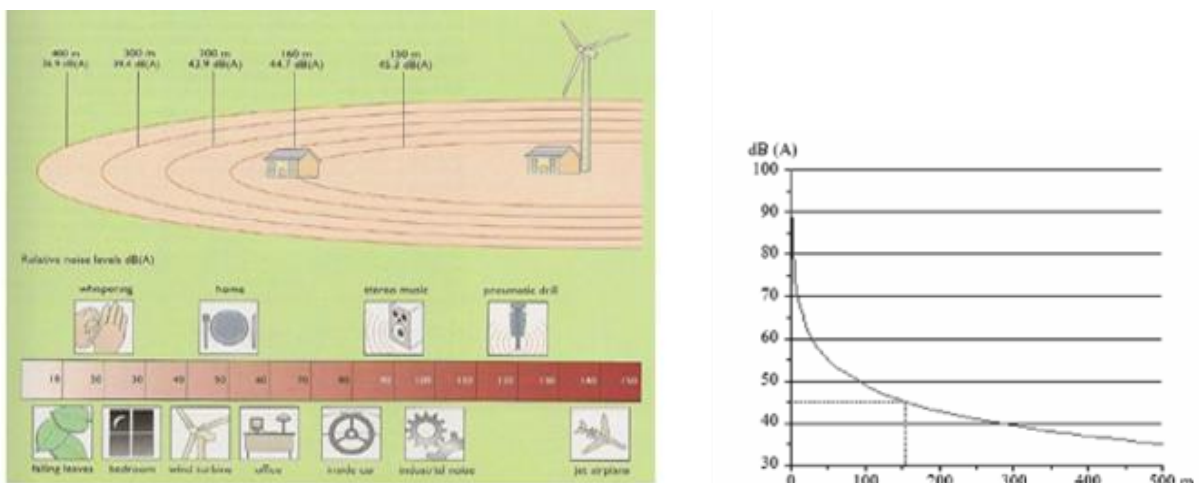 400 m 300 m 200 m 160 m 150 m
36.9 dB(A) 39.4 dB(A) 42.9 dB(A) 44.7 dB(A) 45.2 dB(A)
Relative noise levels dB(A)
whispering home stereo music pneumatic drill
10 20 30 40 50 60 70 80 90 100 110 120 130 140 150
falling leaves bedroom wind turbine office inside car industrial noise jet airplane
dB (A)
100
90
80
70
60
50
40
30
0 100 200 300 400 500 m